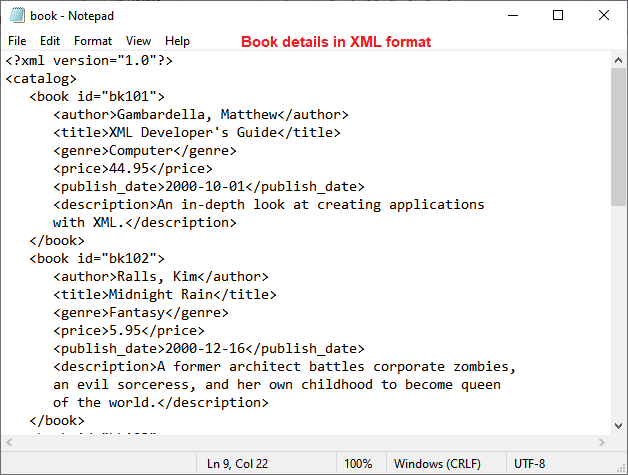 book - Notepad
File Edit Format View Help
Book details in XML format
<?xml version="1.0"?>
<catalog>
<book id="bk101">
<author>Gambardella, Matthew</author>
<title>XML Developer's Guide</title>
<genre>Computer</genre>
<price>44.95</price>
<publish_date>2000-10-01</publish_date>
<description>An in-depth look at creating applications
with XML.</description>
</book>
<book id="bk102">
<author>Ralls, Kim</author>
<title>Midnight Rain</title>
<genre>Fantasy</genre>
<price>5.95</price>
<publish_date>2000-12-16</publish_date>
<description>A former architect battles corporate zombies,
an evil sorceress, and her own childhood to become queen
of the world.</description>
</book>
Ln 9, Col 22 100% Windows (CRLF) UTF-8